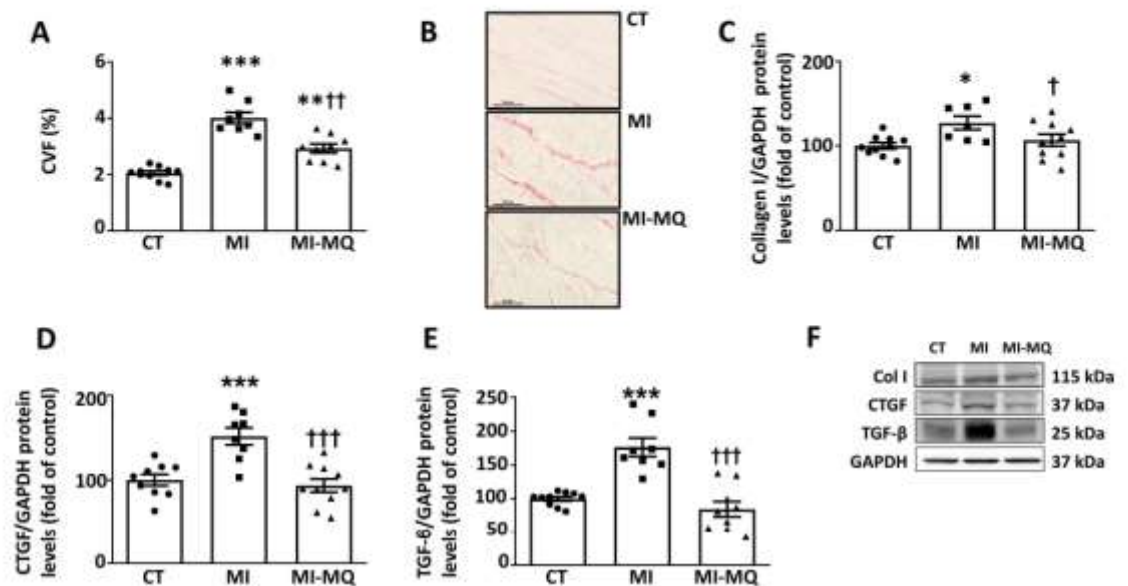 A
CVF (%)
6
4
2
0
***
**††
CT MI MI-MQ
B
CT
MI
MI-MQ
C
Collagen I/GAPDH protein
levels (fold of control)
200
100
0
*
†
CT MI MI-MQ
D
CTGF/GAPDH protein
levels (fold of control)
200
100
0
***
†††
CT MI MI-MQ
E
TGF-6/GAPDH protein
levels (fold of control)
250
200
150
100
50
0
***
†††
CT MI MI-MQ
F
CT MI MI-MQ
Col I 115 kDa
CTGF 37 kDa
TGF-β 25 kDa
GAPDH 37 kDa